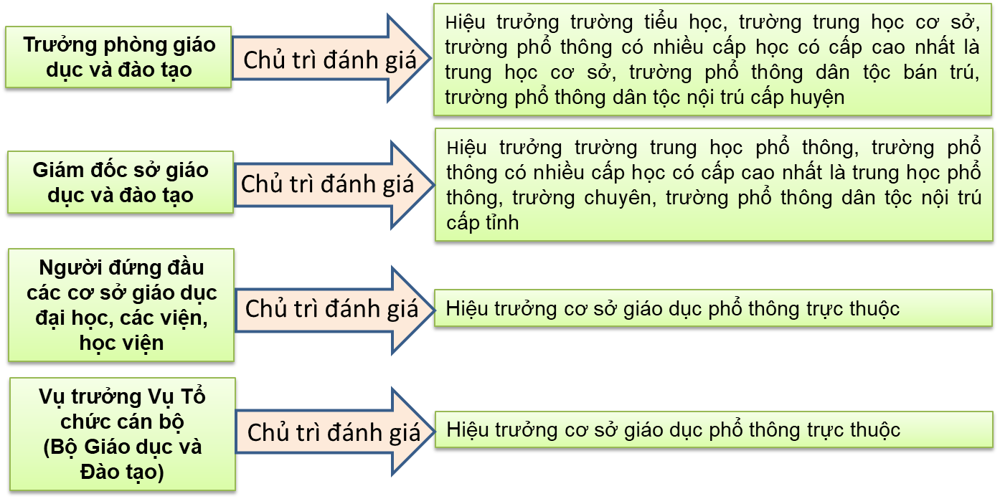 Trưởng phòng giáo
dục và đào tạo
Chủ trì đánh giá
Hiệu trưởng trường tiểu học, trường trung học cơ sở,
trường phổ thông có nhiều cấp học có cấp cao nhất là
trung học cơ sở, trường phổ thông dân tộc bán trú,
trường phổ thông dân tộc nội trú cấp huyện
Giám đốc sở giáo
dục và đào tạo
Chủ trì đánh giá
Hiệu trưởng trường trung học phổ thông, trường phổ
thông có nhiều cấp học có cấp cao nhất là trung học phổ
thông, trường chuyên, trường phổ thông dân tộc nội trú
cấp tỉnh
Người đứng đầu
các cơ sở giáo dục
đại học, các viện,
học viện
Chủ trì đánh giá
Hiệu trưởng cơ sở giáo dục phổ thông trực thuộc
Vụ trưởng Vụ Tổ
chức cán bộ
(Bộ Giáo dục và
Đào tạo)
Chủ trì đánh giá
Hiệu trưởng cơ sở giáo dục phổ thông trực thuộc